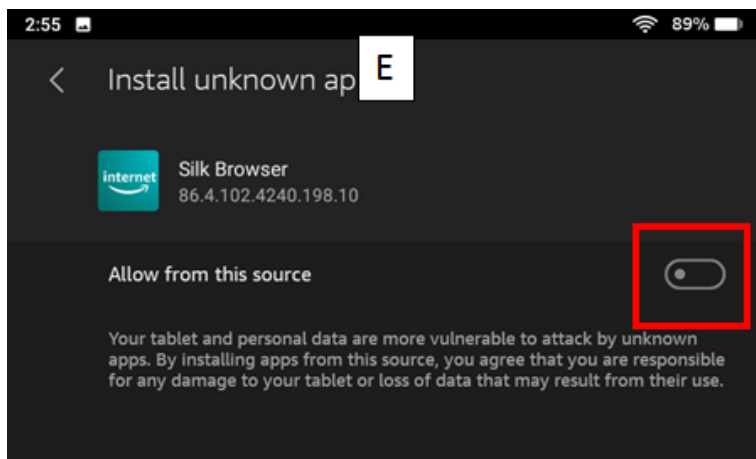 2:55 89%
E
Install unknown ap
internet
Silk Browser
86.4.102.4240.198.10
Allow from this source
Your tablet and personal data are more vulnerable to attack by unknown
apps. By installing apps from this source, you agree that you are responsible
for any damage to your tablet or loss of data that may result from their use.